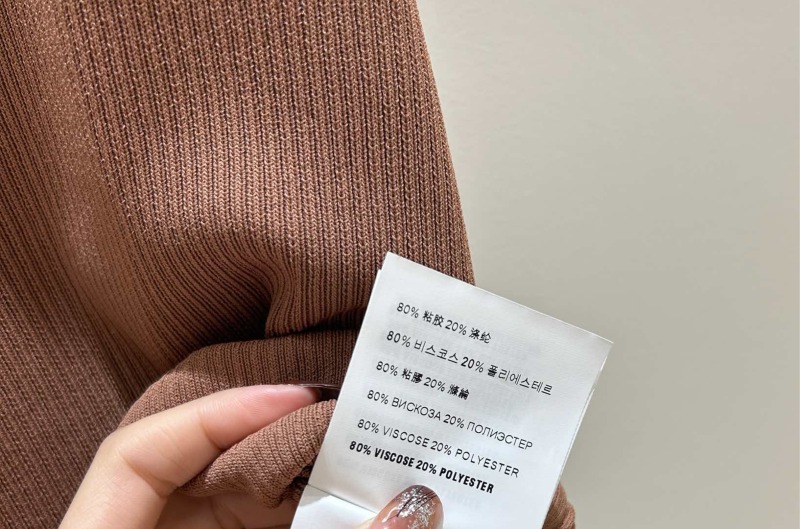 80% 粘胶 20% 涤纶
80% 비스코스 20% 폴리에스테르
80% 粘膠 20% 滌綸
80% ВИСКОЗА 20% ПОЛИЭСТЕР
80% VISCOSE 20% POLYESTER
80% VISCOSE 20% POLYESTER